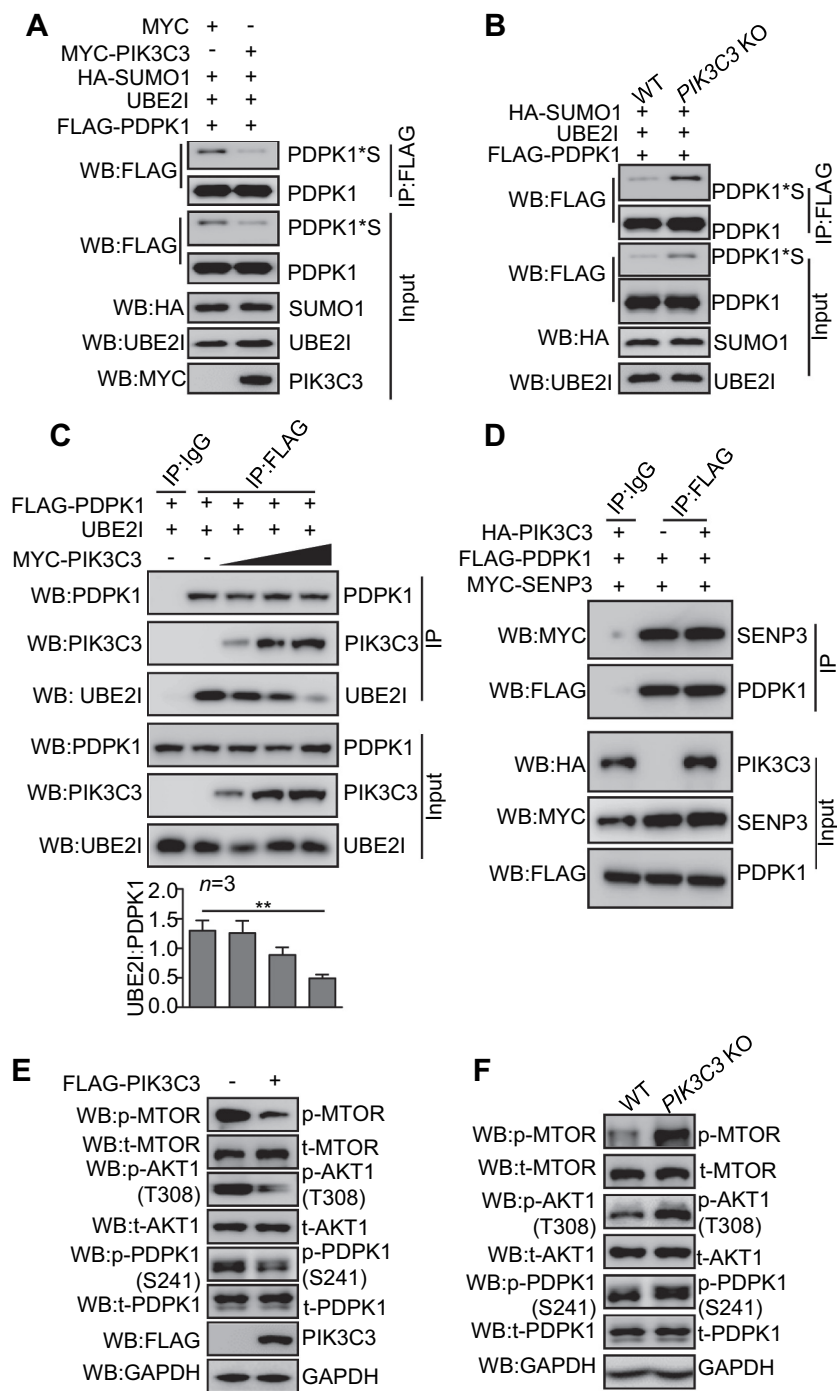 A
MYC + -
MYC-PIK3C3 - +
HA-SUMO1 + +
UBE2I + +
FLAG-PDPK1 + +
WB:FLAG PDPK1*S
PDPK1
IP:FLAG
WB:FLAG PDPK1*S
PDPK1
WB:HA SUMO1
WB:UBE2I UBE2I
WB:MYC PIK3C3
Input
B
WT PIK3C3 KO
HA-SUMO1 + +
UBE2I + +
FLAG-PDPK1 + +
WB:FLAG PDPK1*S
PDPK1
IP:FLAG
WB:FLAG PDPK1*S
PDPK1
WB:HA SUMO1
WB:UBE2I UBE2I
Input
C
IP:IgG IP:FLAG
FLAG-PDPK1 + + + + +
UBE2I + + + + +
MYC-PIK3C3 - -
WB:PDPK1 PDPK1
WB:PIK3C3 PIK3C3
WB: UBE2I UBE2I
IP
WB:PDPK1 PDPK1
WB:PIK3C3 PIK3C3
WB:UBE2I UBE2I
Input
n=3
**
UBE2I:PDPK1
2.0
1.5
1.0
0.5
0.0
D
IP:IgG IP:FLAG
HA-PIK3C3 + - +
FLAG-PDPK1 + + +
MYC-SENP3 + + +
WB:MYC SENP3
WB:FLAG PDPK1
IP
WB:HA PIK3C3
WB:MYC SENP3
WB:FLAG PDPK1
Input
E
FLAG-PIK3C3 - +
WB:p-MTOR p-MTOR
WB:t-MTOR t-MTOR
WB:p-AKT1 p-AKT1
(T308) (T308)
WB:t-AKT1 t-AKT1
WB:p-PDPK1 p-PDPK1
(S241) (S241)
WB:t-PDPK1 t-PDPK1
WB:FLAG PIK3C3
WB:GAPDH GAPDH
F
WT PIK3C3 KO
WB:p-MTOR p-MTOR
WB:t-MTOR t-MTOR
WB:p-AKT1 p-AKT1
(T308) (T308)
WB:t-AKT1 t-AKT1
WB:p-PDPK1 p-PDPK1
(S241) (S241)
WB:t-PDPK1 t-PDPK1
WB:GAPDH GAPDH